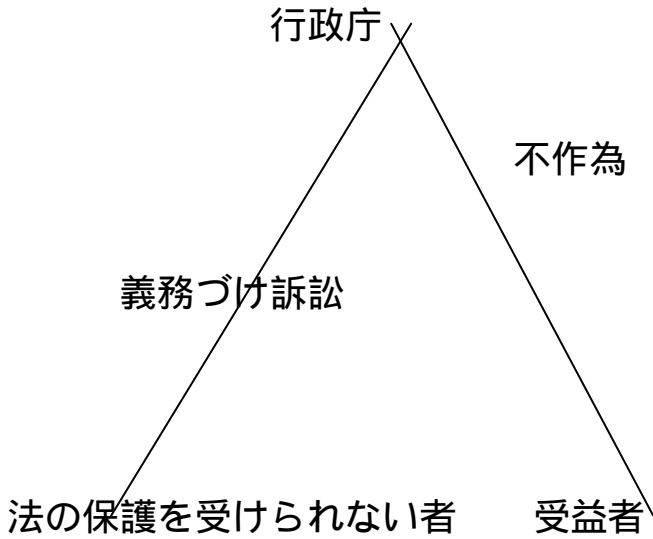 行政庁
不作為
義務づけ訴訟
法の保護を受けられない者
受益者